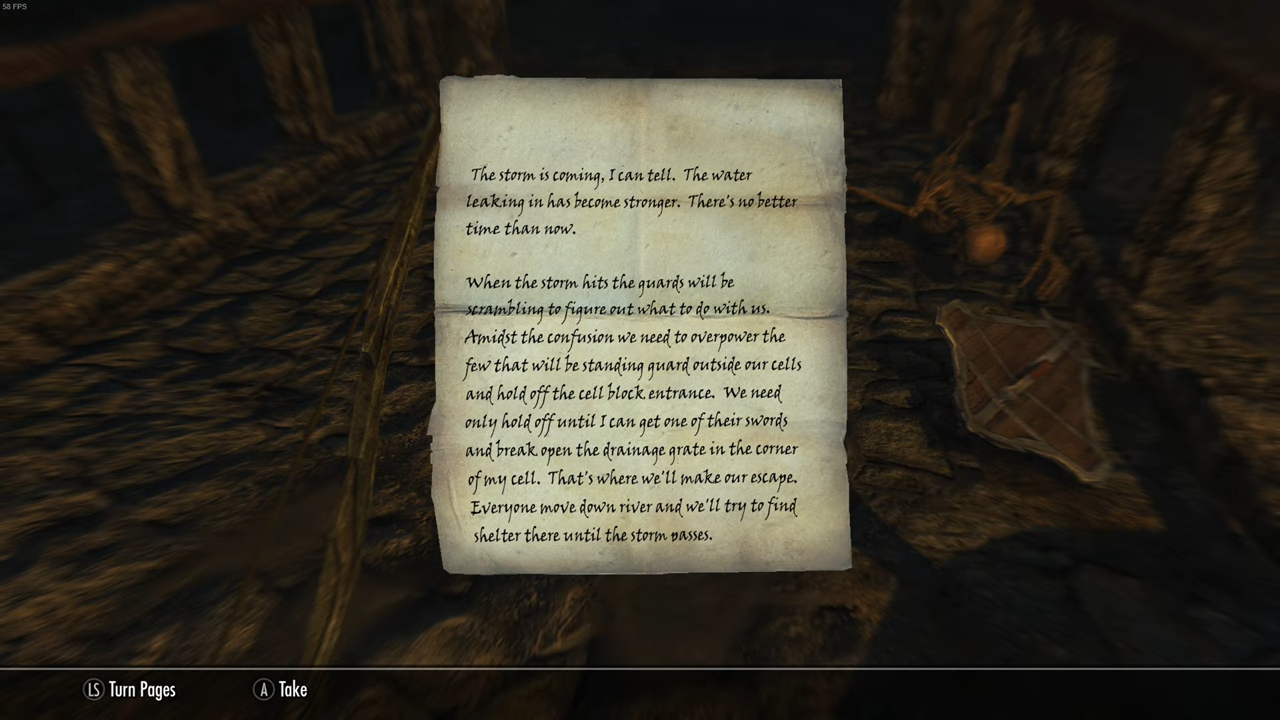 58 FPS
The storm is coming, I can tell. The water
leaking in has become stronger. There's no better
time than now.
When the storm hits the guards will be
scrambling to figure out what to do with us.
Amidst the confusion we need to overpower the
few that will be standing guard outside our cells
and hold off the cell block entrance. We need
only hold off until I can get one of their swords
and break open the drainage grate in the corner
of my cell. That's where we'll make our escape.
Everyone move down river and we'll try to find
shelter there until the storm passes.
LS Turn Pages
A Take